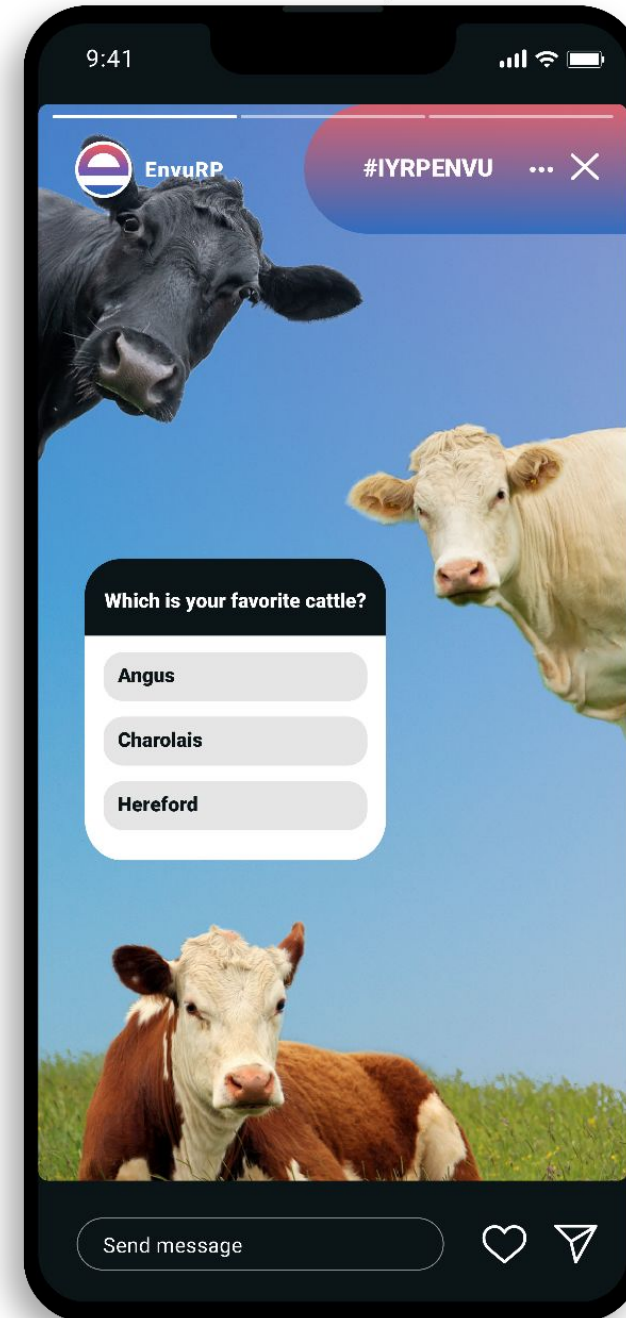 9:41
EnvuRP
#IYRPENVU
Which is your favorite cattle?
Angus
Charolais
Hereford
Send message